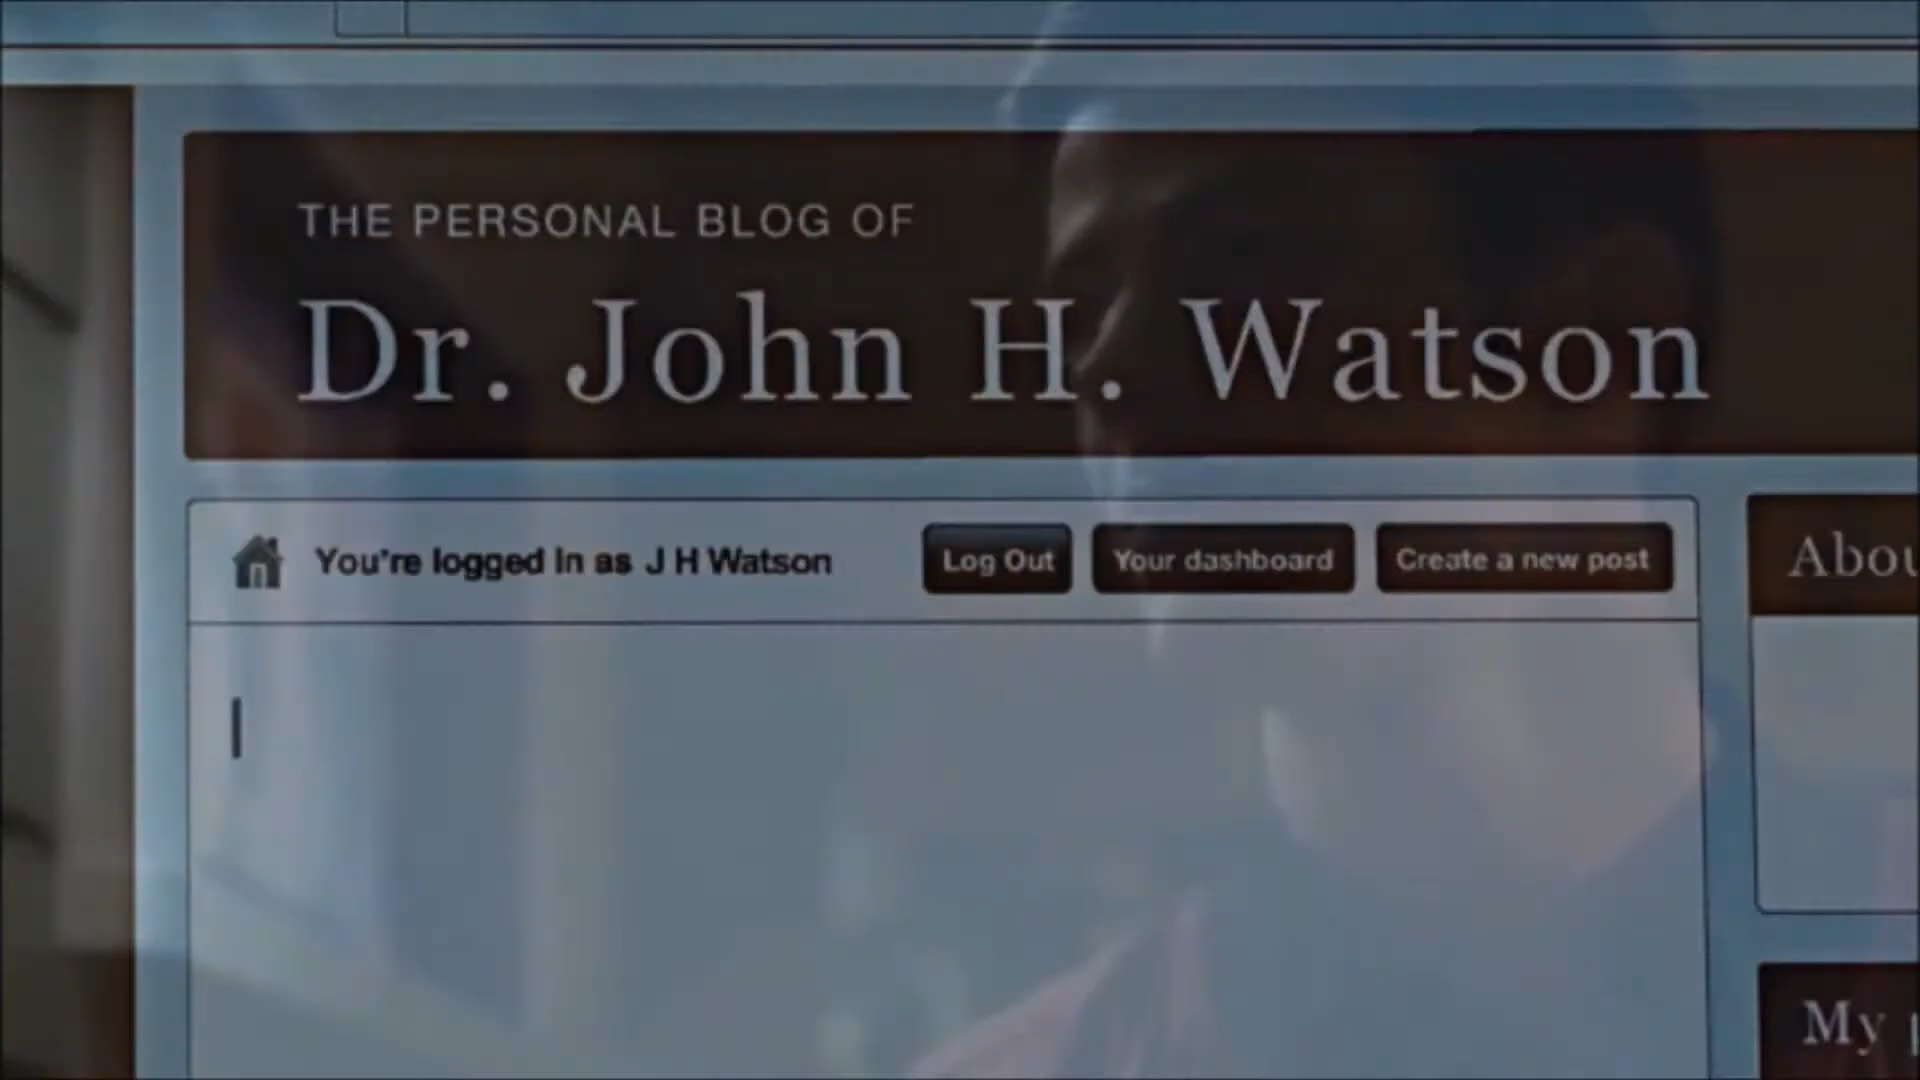 THE PERSONAL BLOG OF
Dr. John H. Watson
You're logged in as J H Watson
Log Out
Your dashboard
Create a new post
My